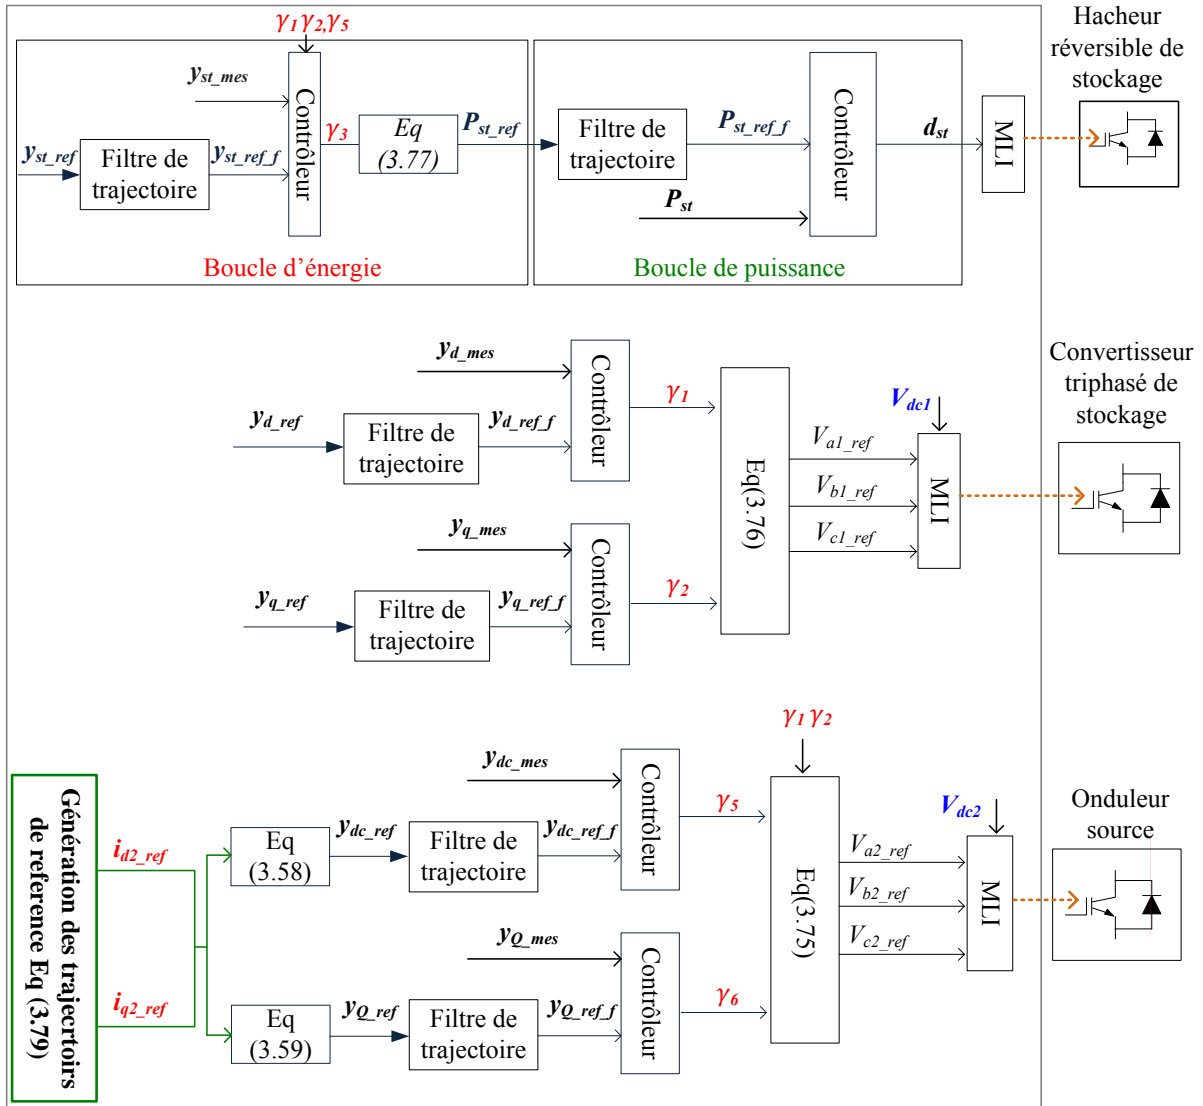 γ1 γ2,γ5
yst_mes
Contrôleur
yst_ref
Filtre de
trajectoire
yst_ref_f
γ3
Eq
(3.77)
Pst_ref
Boucle d’énergie
Filtre de
trajectoire
Pst_ref_f
Pst
Contrôleur
Boucle de puissance
dst
MLI
Hacheur
réversible de
stockage
yd_mes
Contrôleur
yd_ref
Filtre de
trajectoire
yd_ref_f
γ1
yq_mes
Contrôleur
yq_ref
Filtre de
trajectoire
yq_ref_f
γ2
Eq(3.76)
Va1_ref
Vb1_ref
Vc1_ref
Vdc1
MLI
Convertisseur
triphasé de
stockage
Génération des trajecrtoirs
de reference Eq (3.79)
id2_ref
iq2_ref
Eq
(3.58)
ydc_ref
Filtre de
trajectoire
ydc_ref_f
ydc_mes
Contrôleur
γ5
Eq
(3.59)
yQ_ref
Filtre de
trajectoire
yQ_ref_f
yQ_mes
Contrôleur
γ6
γ1 γ2
Eq(3.75)
Va2_ref
Vb2_ref
Vc2_ref
Vdc2
MLI
Onduleur
source